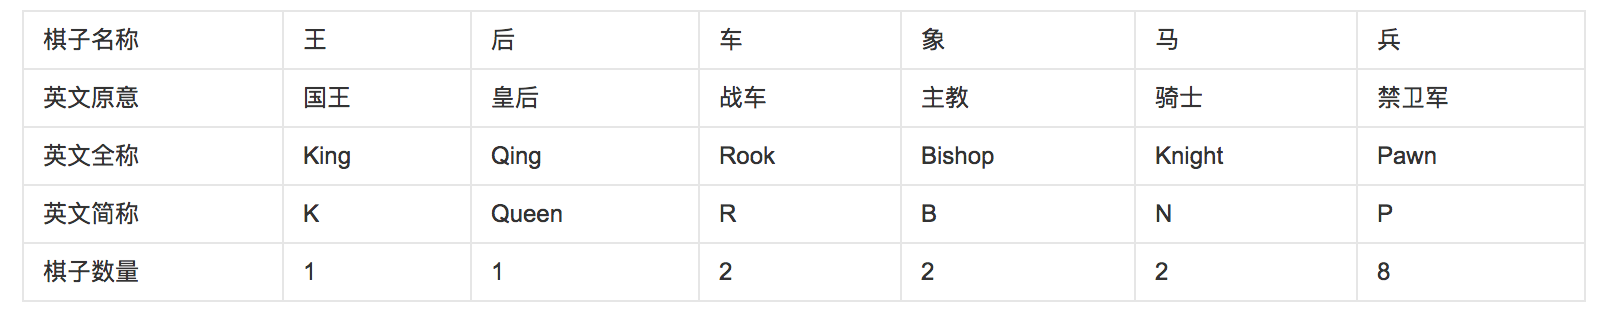 棋子名称 王 后 车 象 马 兵
英文原意 国王 皇后 战车 主教 骑士 禁卫军
英文全称 King Qing Rook Bishop Knight Pawn
英文简称 K Queen R B N P
棋子数量 1 1 2 2 2 8